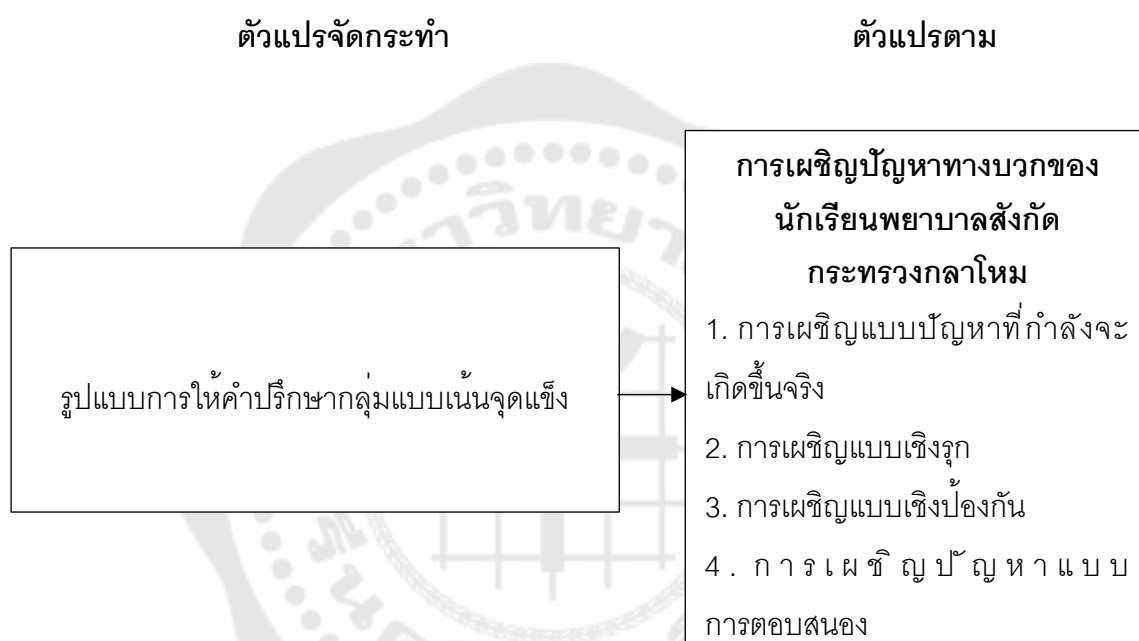 ตัวแปรจัดกระทำ
ตัวแปรตาม
การเผชิญปัญหาทางบวกของ
นักเรียนพยาบาลสังกัด
กระทรวงกลาโหม
1. การเผชิญแบบปัญหาที่กำลังจะ
เกิดขึ้นจริง
2. การเผชิญแบบเชิงรุก
3. การเผชิญแบบเชิงป้องกัน
4. การเผชิญปัญหาแบบ
การตอบสนอง
รูปแบบการให้คำปรึกษากลุ่มแบบเน้นจุดแข็ง